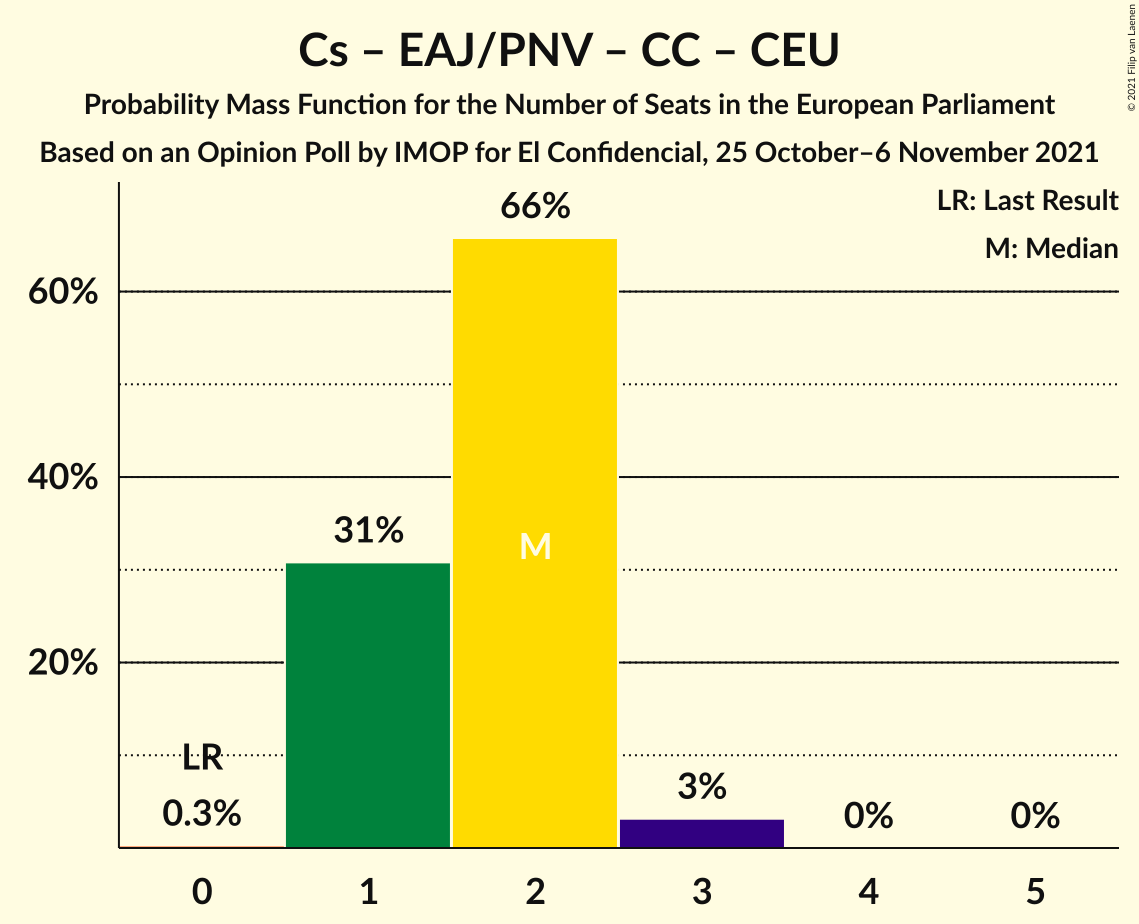 Cs – EAJ/PNV – CC – CEU
Probability Mass Function for the Number of Seats in the European Parliament
Based on an Opinion Poll by IMOP for El Confidencial, 25 October–6 November 2021
© 2021 Filip van Laenen
LR: Last Result
M: Median
66%
60%
40%
31%
M
20%
LR
0.3%
3%
0%
0%
0 1 2 3 4 5